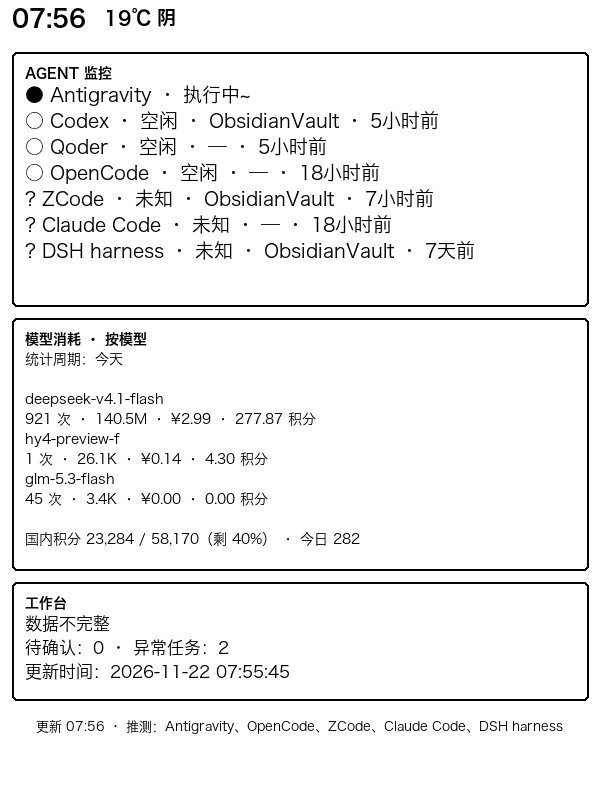 07:56 19℃ 阴
AGENT 监控
● Antigravity · 执行中~
○ Codex · 空闲 · ObsidianVault · 5小时前
○ Qoder · 空闲 · — · 5小时前
○ OpenCode · 空闲 · — · 18小时前
? ZCode · 未知 · ObsidianVault · 7小时前
? Claude Code · 未知 · — · 18小时前
? DSH harness · 未知 · ObsidianVault · 7天前
模型消耗 · 按模型
统计周期：今天
deepseek-v4.1-flash
921 次 · 140.5M · ¥2.99 · 277.87 积分
hy4-preview-f
1 次 · 26.1K · ¥0.14 · 4.30 积分
glm-5.3-flash
45 次 · 3.4K · ¥0.00 · 0.00 积分
国内积分 23,284 / 58,170（剩 40%） · 今日 282
工作台
数据不完整
待确认：0 · 异常任务：2
更新时间：2026-11-22 07:55:45
更新 07:56 · 推测：Antigravity、OpenCode、ZCode、Claude Code、DSH harness